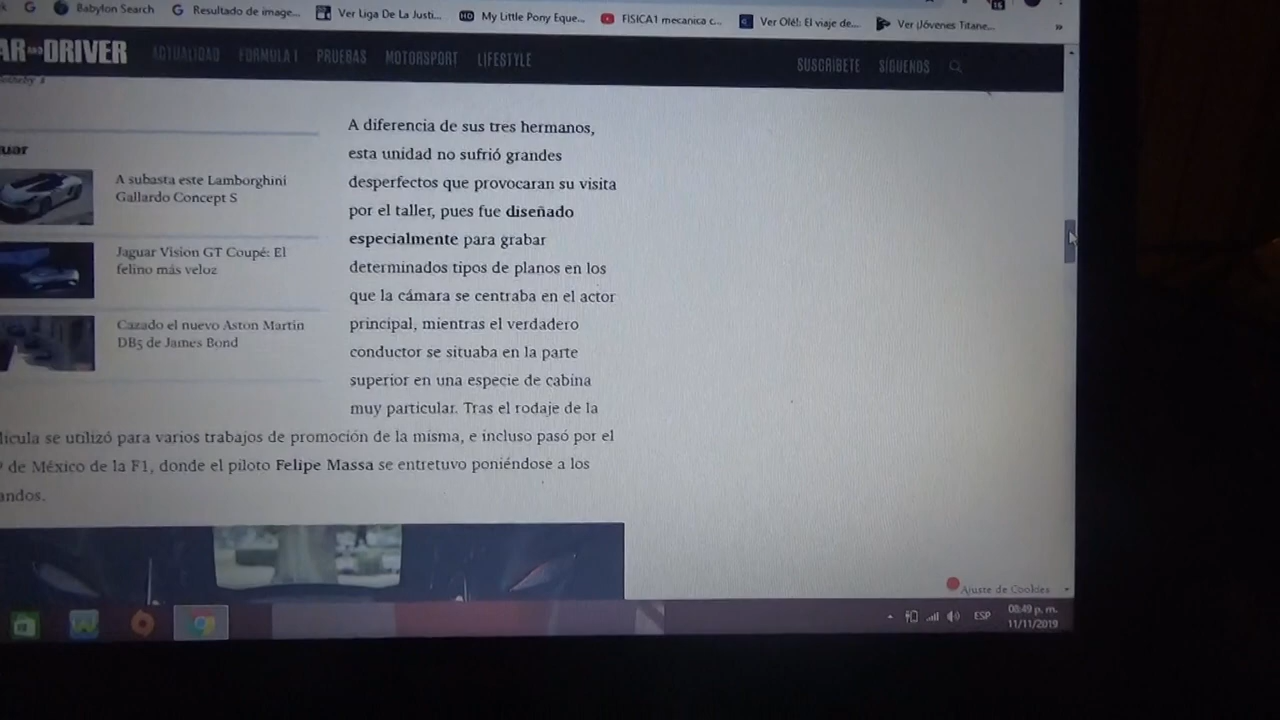 G
Babylon Search
G Resultado de image...
Ver Liga De La Justi...
HD My Little Pony Eque...
FISICA1 mecanica c...
Ver Olé!: El viaje de...
Ver ¡Jóvenes Titane...
»
16
AR AND DRIVER
ACTUALIDAD
FORMULA 1
PRUEBAS
MOTORSPORT
LIFESTYLE
SUSCRIBETE
SÍGUENOS
uar
A subasta este Lamborghini
Gallardo Concept S
Jaguar Vision GT Coupé: El
felino más veloz
Cazado el nuevo Aston Martin
DB5 de James Bond
A diferencia de sus tres hermanos,
esta unidad no sufrió grandes
desperfectos que provocaran su visita
por el taller, pues fue diseñado
especialmente para grabar
determinados tipos de planos en los
que la cámara se centraba en el actor
principal, mientras el verdadero
conductor se situaba en la parte
superior en una especie de cabina
muy particular. Tras el rodaje de la
lícula se utilizó para varios trabajos de promoción de la misma, e incluso pasó por el
de México de la F1, donde el piloto Felipe Massa se entretuvo poniéndose a los
andos.
Ajuste de Cookies
ESP
08:49 p. m.
11/11/2019